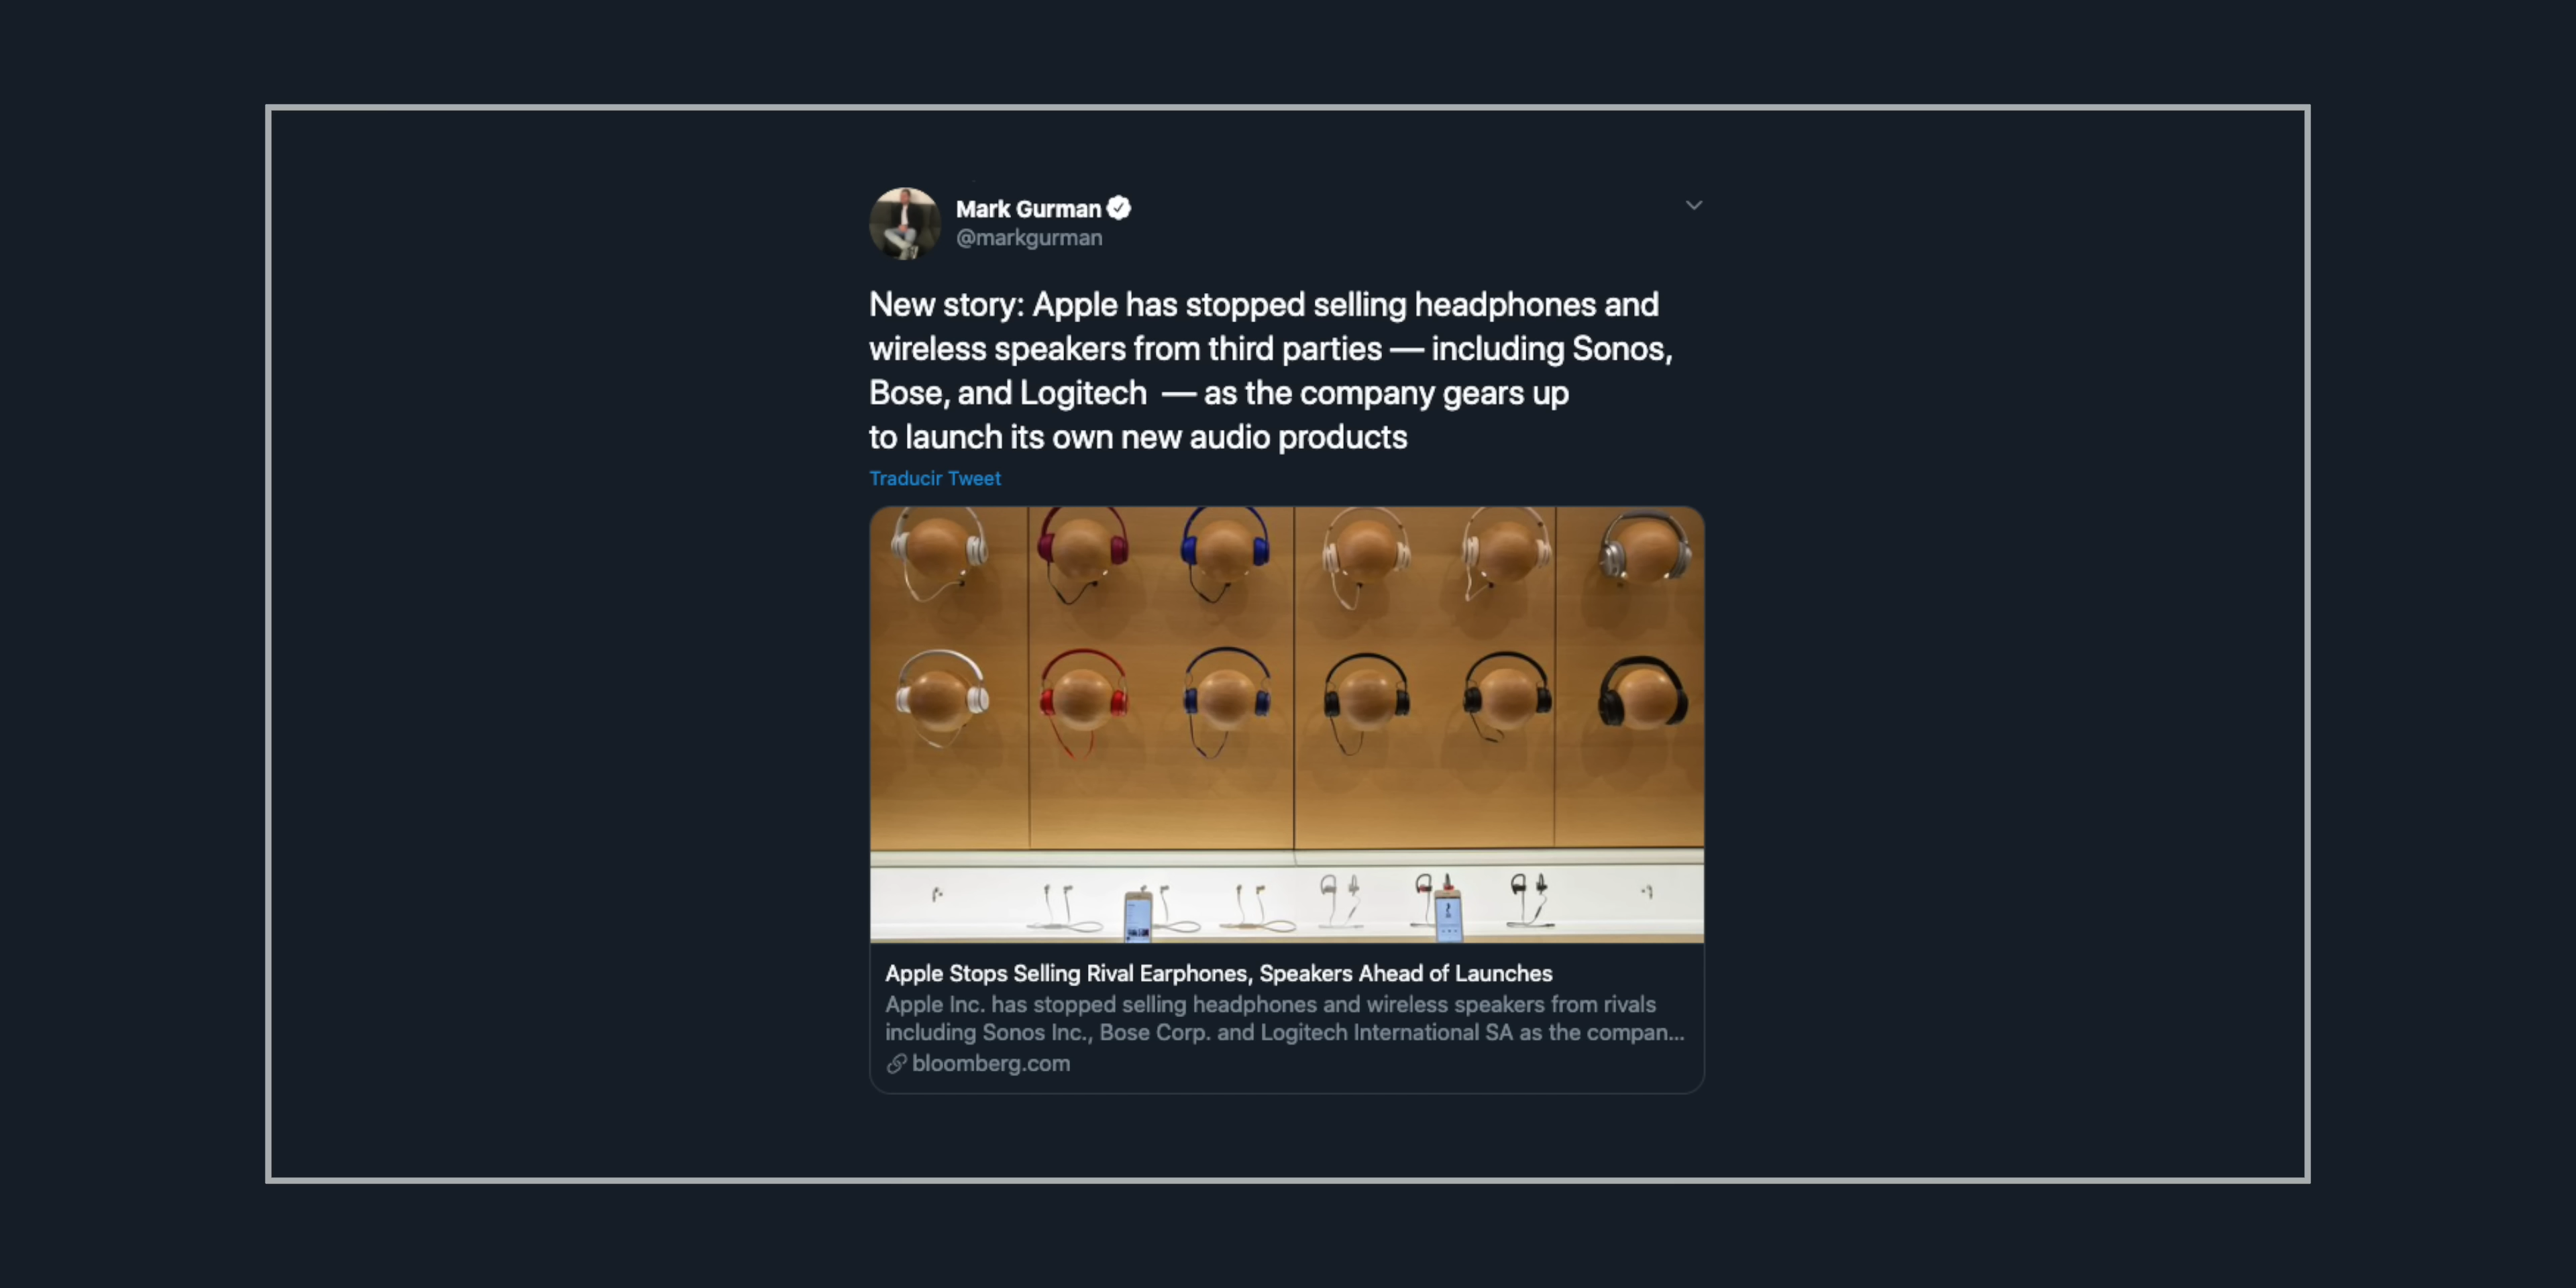 Mark Gurman
@markgurman
New story: Apple has stopped selling headphones and
wireless speakers from third parties — including Sonos,
Bose, and Logitech — as the company gears up
to launch its own new audio products
Traducir Tweet
Apple Stops Selling Rival Earphones, Speakers Ahead of Launches
Apple Inc. has stopped selling headphones and wireless speakers from rivals
including Sonos Inc., Bose Corp. and Logitech International SA as the compan...
bloomberg.com